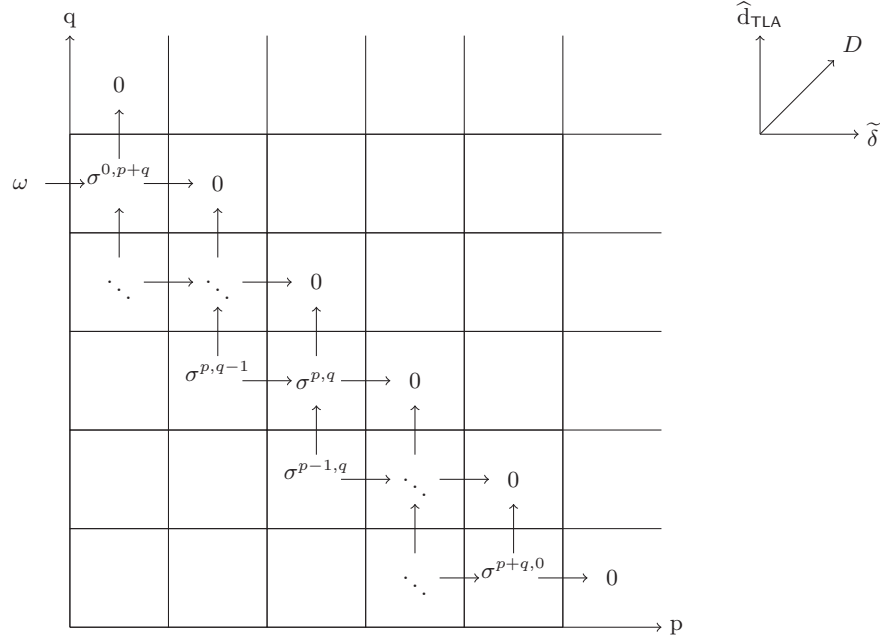 q
d̂_TLA
D
δ̃
0
ω σ^{0,p+q} 0
⋱ ⋱ 0
σ^{p,q−1} σ^{p,q} 0
σ^{p−1,q} ⋱ 0
⋱ σ^{p+q,0} 0
p